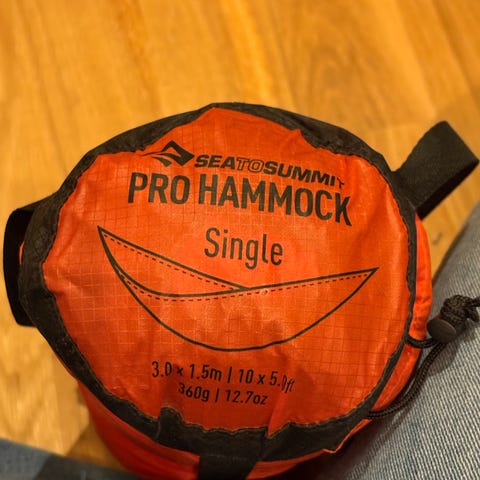 SEATOSUMMIT
PRO HAMMOCK
Single
3.0 x 1.5m | 10 x 5.0ft
360g | 12.7oz